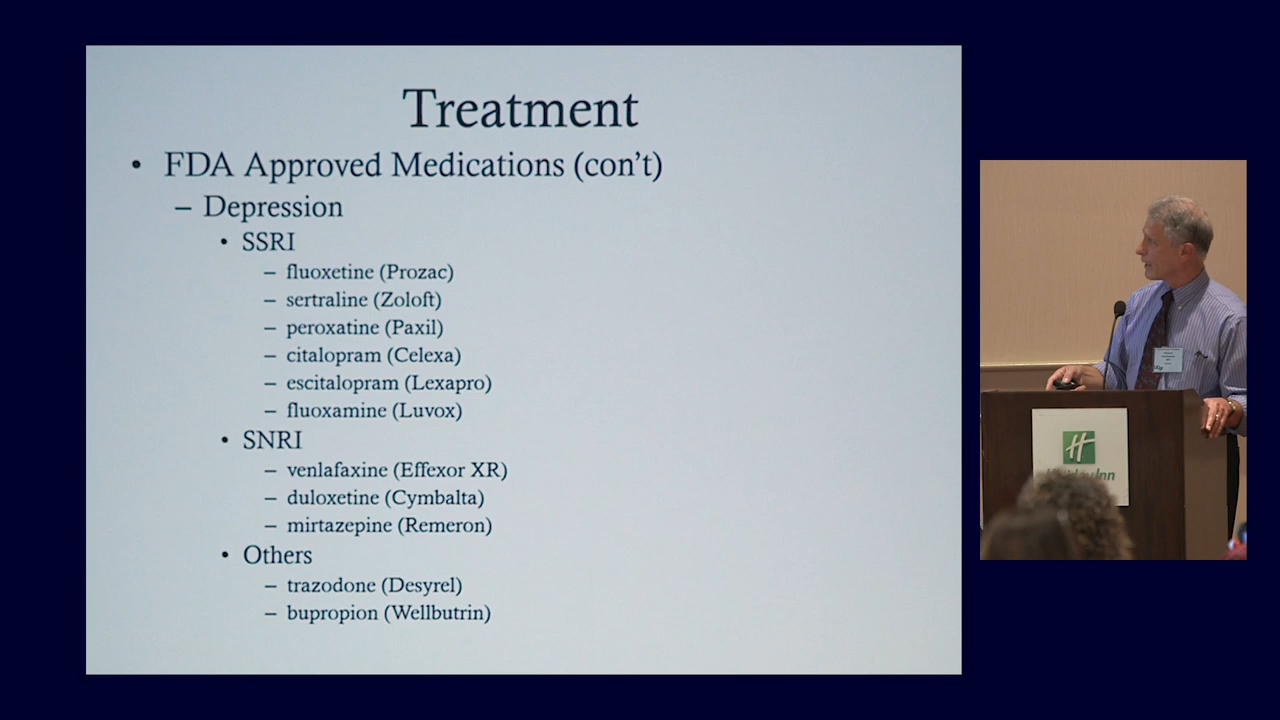 Treatment
• FDA Approved Medications (con't)
– Depression
• SSRI
– fluoxetine (Prozac)
– sertraline (Zoloft)
– peroxatine (Paxil)
– citalopram (Celexa)
– escitalopram (Lexapro)
– fluoxamine (Luvox)
• SNRI
– venlafaxine (Effexor XR)
– duloxetine (Cymbalta)
– mirtazepine (Remeron)
• Others
– trazodone (Desyrel)
– bupropion (Wellbutrin)
H
Inn